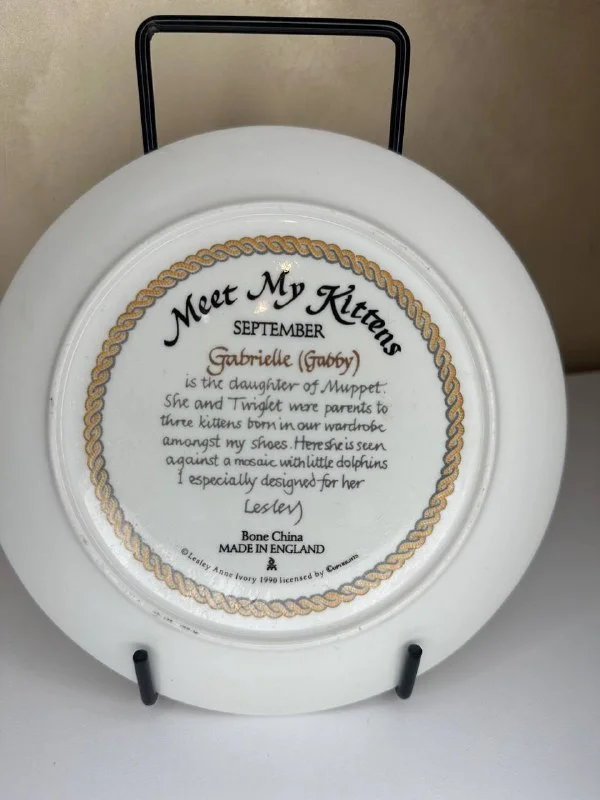 Meet My Kittens
SEPTEMBER
Gabrielle (Gabby)
is the daughter of Muppet.
She and Twiglet were parents to
three kittens born in our wardrobe
amongst my shoes. Here she is seen
against a mosaic with little dolphins
I especially designed for her
Lesley
Bone China
MADE IN ENGLAND
© Lesley Anne Ivory 1990 licensed by ©OPYRIGHTS